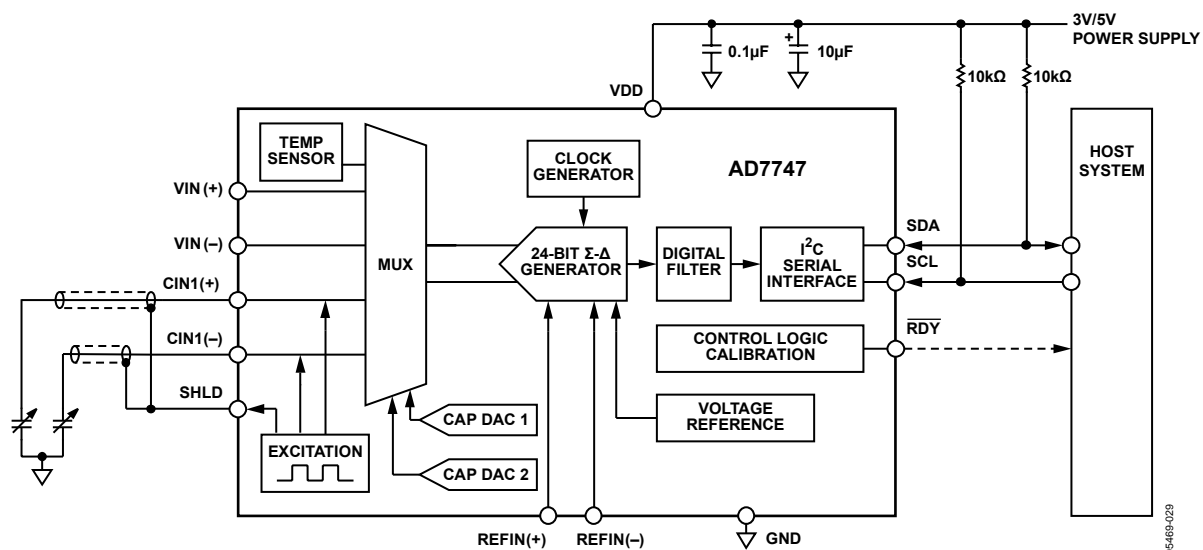 3V/5V
POWER SUPPLY
0.1µF
10µF
10kΩ
10kΩ
VDD
TEMP
SENSOR
CLOCK
GENERATOR
AD7747
HOST
SYSTEM
VIN (+)
VIN (–)
MUX
24-BIT Σ-Δ
GENERATOR
DIGITAL
FILTER
I²C
SERIAL
INTERFACE
SDA
SCL
CIN1(+)
CIN1(–)
SHLD
CONTROL LOGIC
CALIBRATION
RDY
VOLTAGE
REFERENCE
CAP DAC 1
CAP DAC 2
EXCITATION
REFIN(+)
REFIN(–)
GND
05469-029